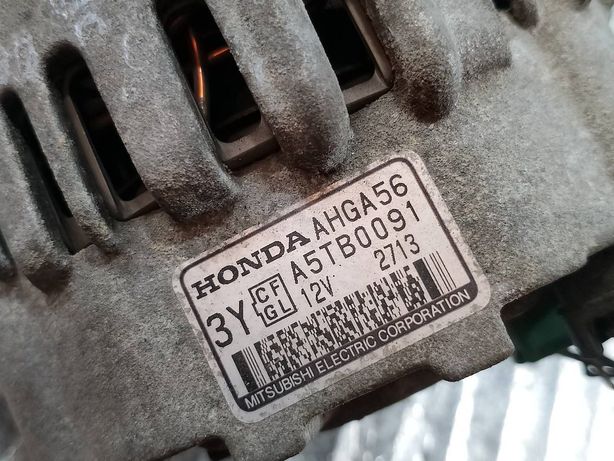 HONDA AHGA56
A5TB0091
3Y CF GL 12V 2713
MITSUBISHI ELECTRIC CORPORATION